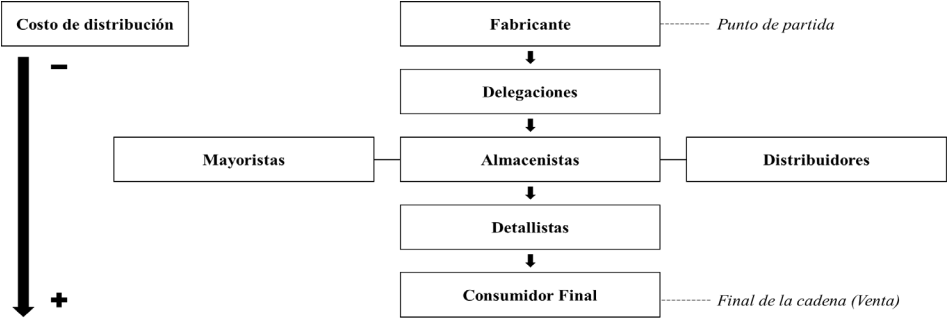 Costo de distribución
Fabricante
Punto de partida
−
Delegaciones
Mayoristas
Almacenistas
Distribuidores
Detallistas
+
Consumidor Final
Final de la cadena (Venta)